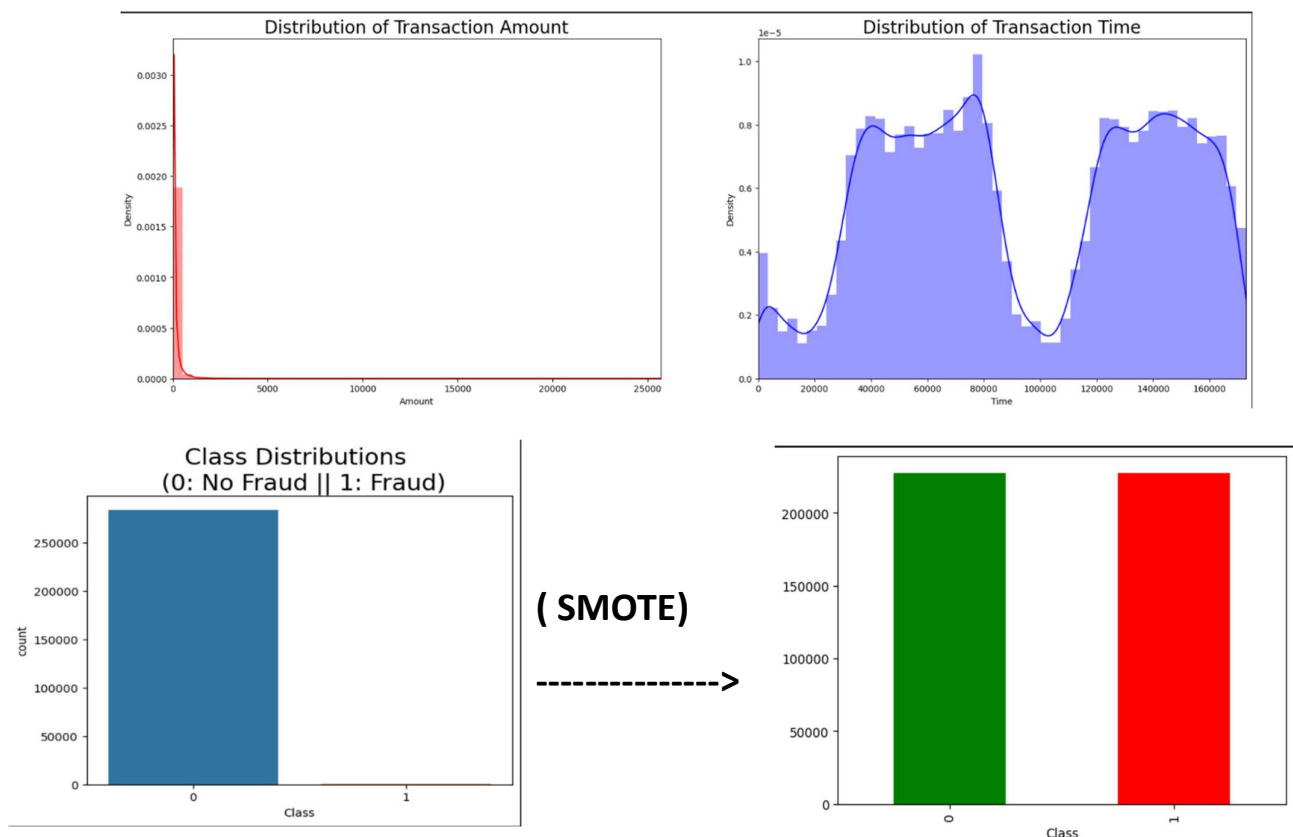 Distribution of Transaction Amount
0.0030
0.0025
0.0020
0.0015
0.0010
0.0005
0.0000
Density
0 5000 10000 15000 20000 25000
Amount
Distribution of Transaction Time
1e−5
1.0
0.8
0.6
0.4
0.2
0.0
Density
0 20000 40000 60000 80000 100000 120000 140000 160000
Time
Class Distributions
(0: No Fraud || 1: Fraud)
250000
200000
150000
100000
50000
0
count
0 1
Class
( SMOTE)
--------------->
200000
150000
100000
50000
0
0 1
Class